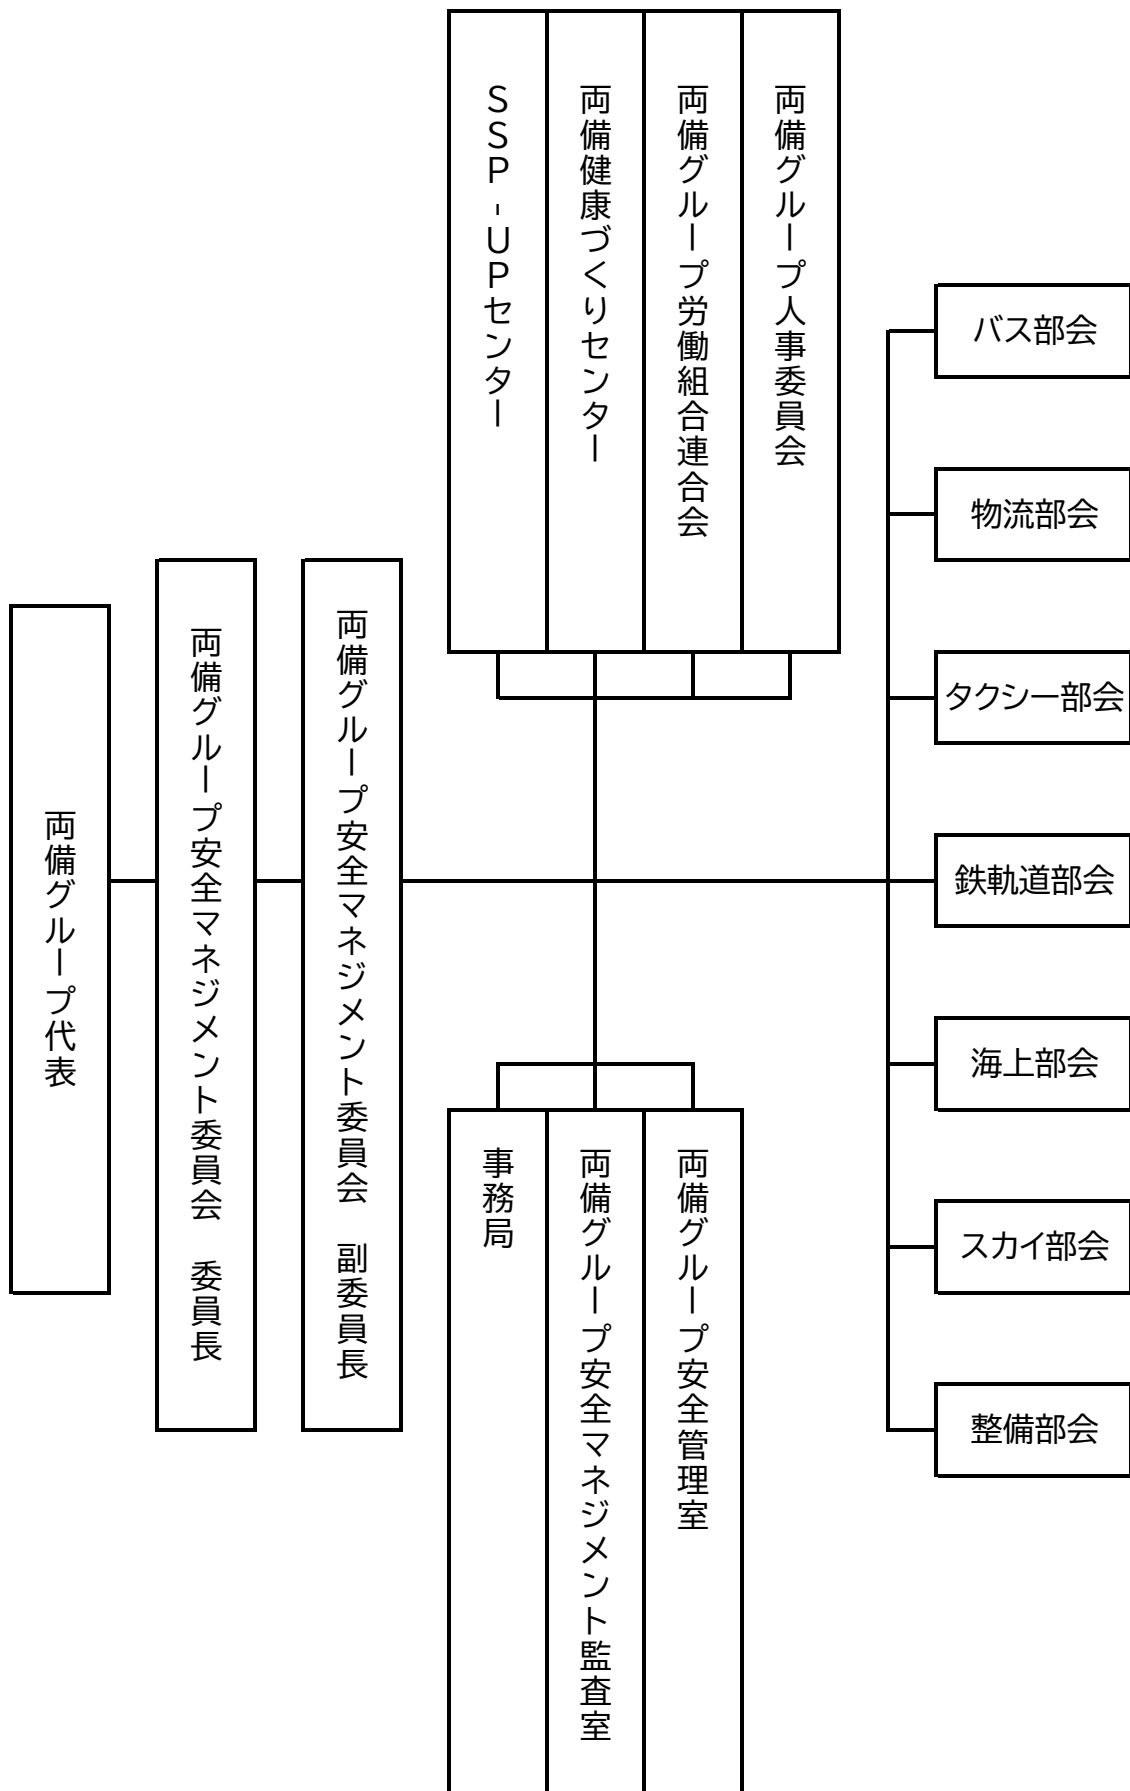 両備グループ代表
両備グループ安全マネジメント委員会　委員長
両備グループ安全マネジメント委員会　副委員長
SSP-UPセンター
両備健康づくりセンター
両備グループ労働組合連合会
両備グループ人事委員会
事務局
両備グループ安全マネジメント監査室
両備グループ安全管理室
バス部会
物流部会
タクシー部会
鉄軌道部会
海上部会
スカイ部会
整備部会